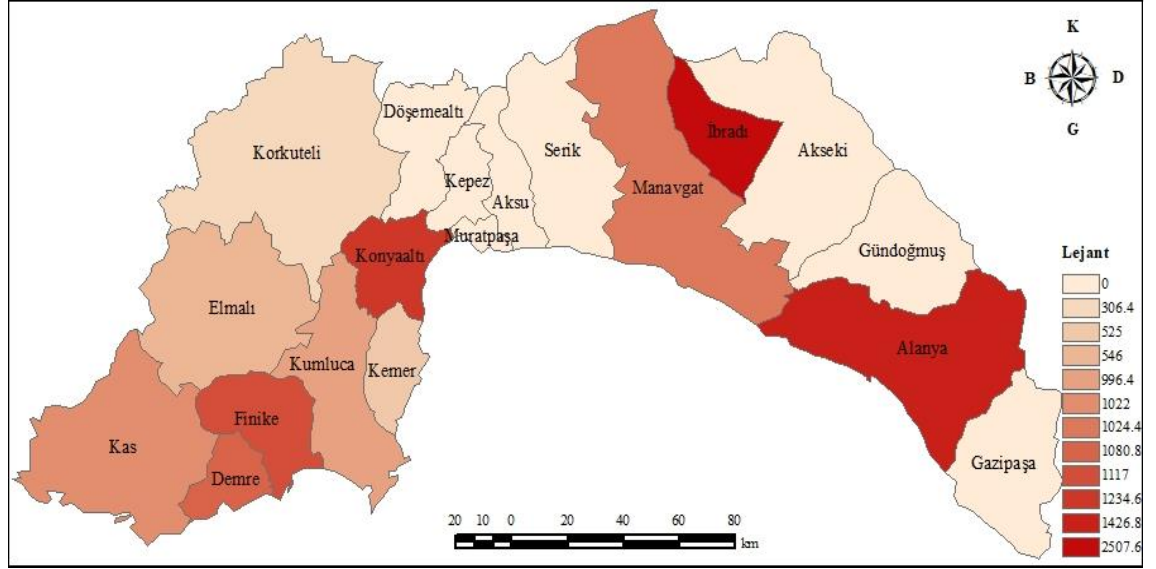 K
B
D
G
Döşemealtı
Korkuteli
Serik
İbradı
Akseki
Kepez
Manavgat
Aksu
Muratpaşa
Konyaaltı
Gündoğmuş
Elmalı
Alanya
Kumluca
Kemer
Finike
Kas
Demre
Gazipaşa
Lejant
0
306.4
525
546
996.4
1022
1024.4
1080.8
1117
1234.6
1426.8
2507.6
20 10 0 20 40 60 80
km